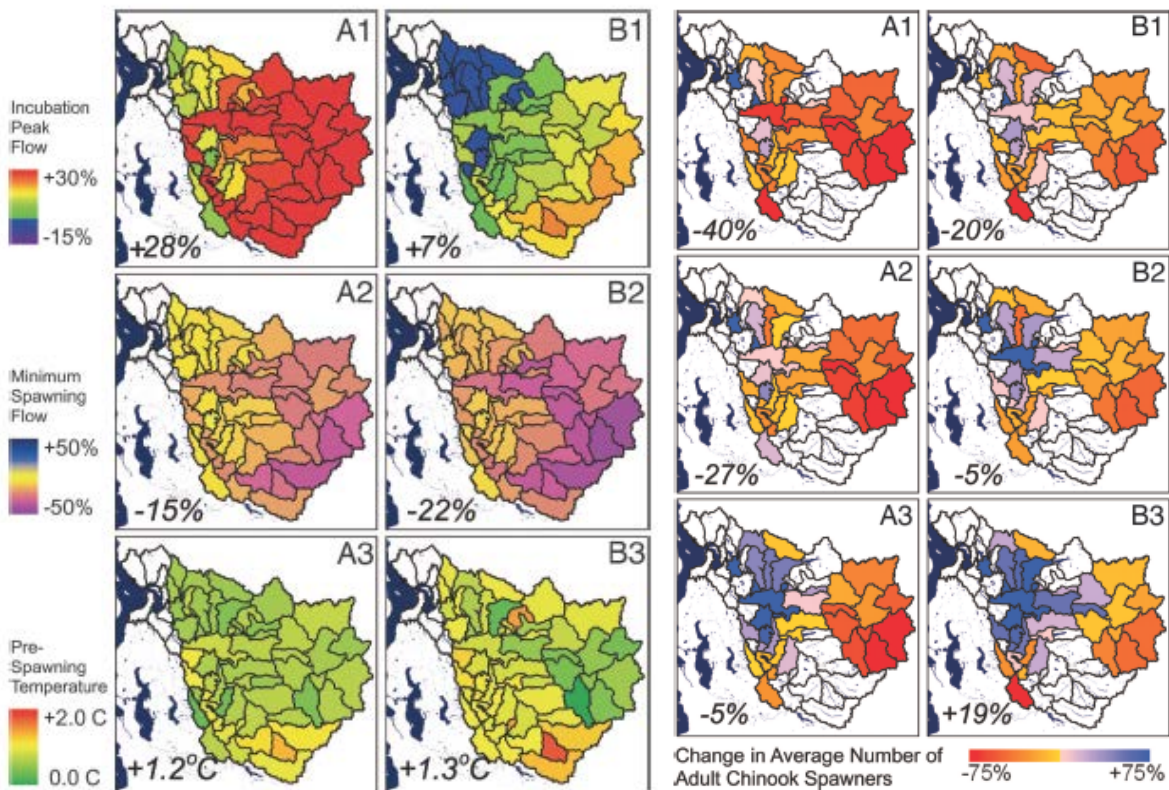 A1
B1
Incubation
Peak
Flow
+30%
-15%
+28%
+7%
A2
B2
Minimum
Spawning
Flow
+50%
-50%
-15%
-22%
A3
B3
Pre-
Spawning
Temperature
+2.0 C
0.0 C
+1.2°C
+1.3°C
A1
B1
-40%
-20%
A2
B2
-27%
-5%
A3
B3
-5%
+19%
Change in Average Number of
Adult Chinook Spawners
-75%
+75%